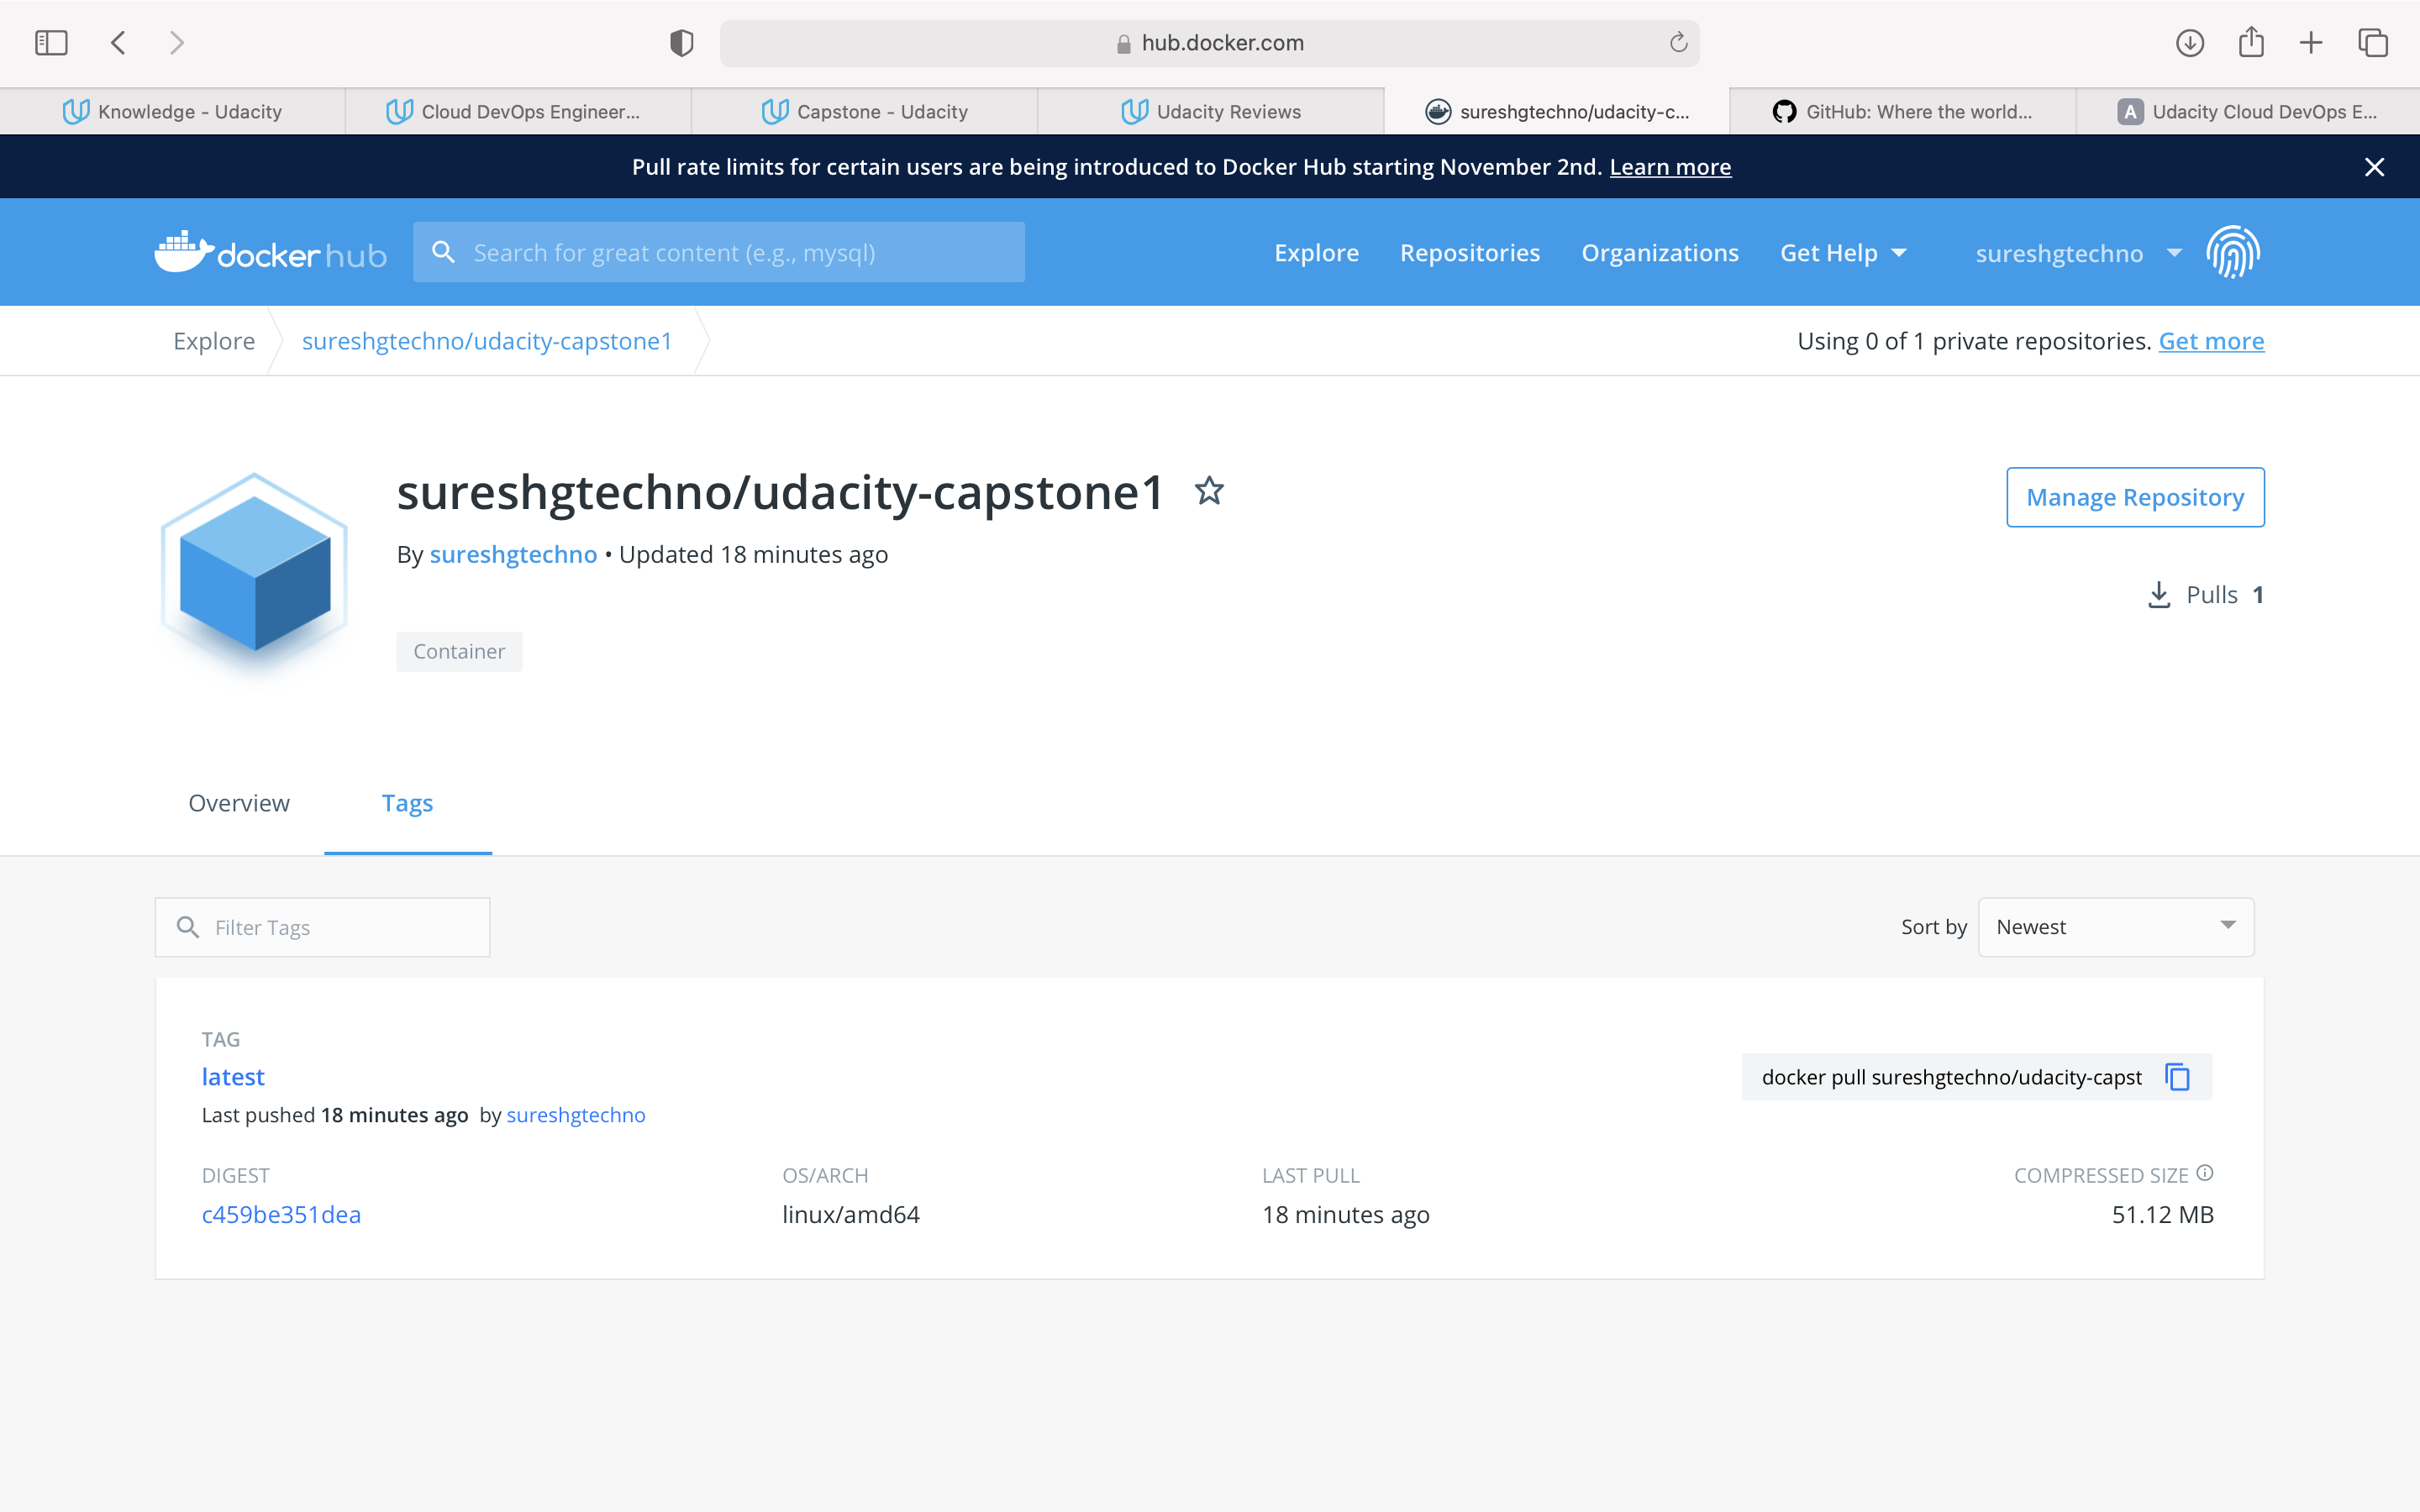 hub.docker.com
Knowledge - Udacity
Cloud DevOps Engineer...
Capstone - Udacity
Udacity Reviews
sureshgtechno/udacity-c...
GitHub: Where the world...
A Udacity Cloud DevOps E...
Pull rate limits for certain users are being introduced to Docker Hub starting November 2nd. Learn more
docker hub
Search for great content (e.g., mysql)
Explore
Repositories
Organizations
Get Help
sureshgtechno
Explore
sureshgtechno/udacity-capstone1
Using 0 of 1 private repositories. Get more
sureshgtechno/udacity-capstone1
Manage Repository
By sureshgtechno • Updated 18 minutes ago
Pulls 1
Container
Overview
Tags
Filter Tags
Sort by
Newest
TAG
latest
docker pull sureshgtechno/udacity-capst
Last pushed 18 minutes ago by sureshgtechno
DIGEST
OS/ARCH
LAST PULL
COMPRESSED SIZE
c459be351dea
linux/amd64
18 minutes ago
51.12 MB